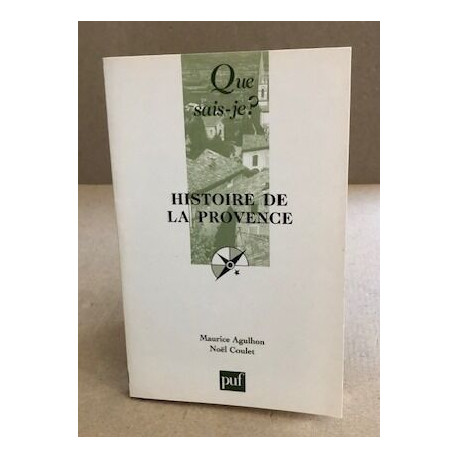 Que
sais-je?
HISTOIRE DE
LA PROVENCE
Maurice Agulhon
Noël Coulet
puf